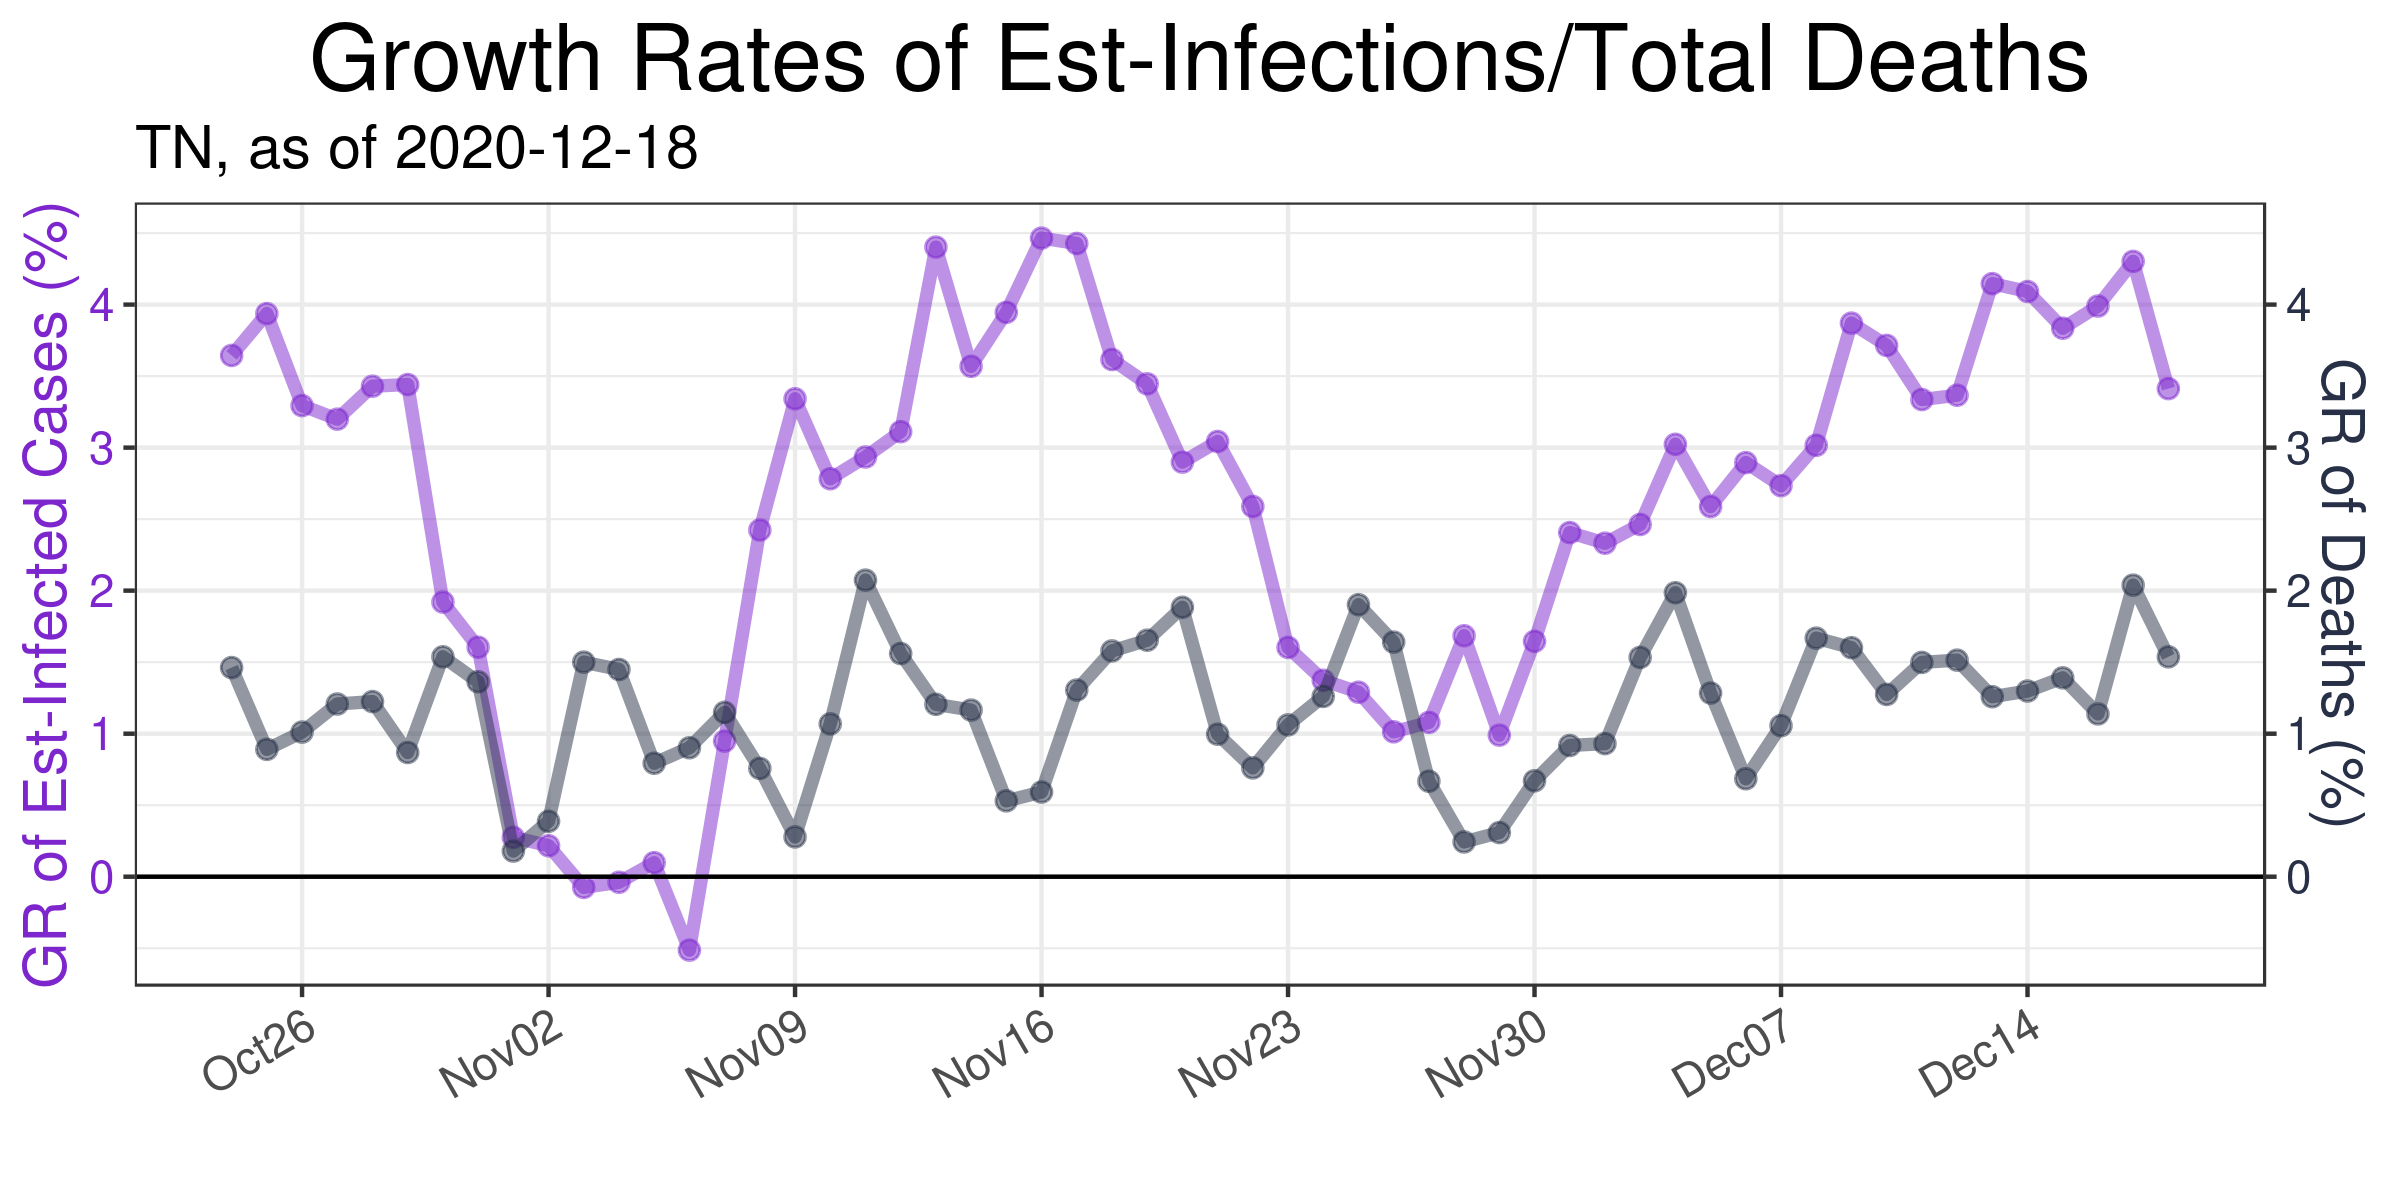 Growth Rates of Est-Infections/Total Deaths
TN, as of 2020-12-18
GR of Est-Infected Cases (%)
4
3
2
1
0
4
3
2
1
0
GR of Deaths (%)
Oct26
Nov02
Nov09
Nov16
Nov23
Nov30
Dec07
Dec14